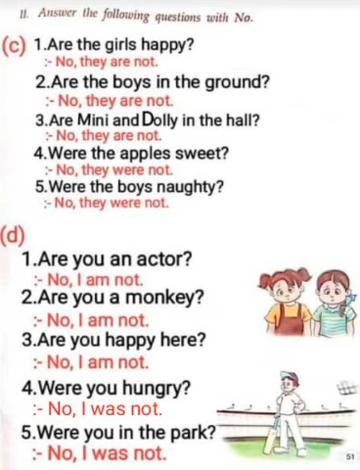 II. Answer the following questions with No.
(c) 1.Are the girls happy?
:- No, they are not.
2.Are the boys in the ground?
:- No, they are not.
3.Are Mini and Dolly in the hall?
:- No, they are not.
4.Were the apples sweet?
:- No, they were not.
5.Were the boys naughty?
:- No, they were not.
(d)
1.Are you an actor?
:- No, I am not.
2.Are you a monkey?
:- No, I am not.
3.Are you happy here?
:- No, I am not.
4.Were you hungry?
:- No, I was not.
5.Were you in the park?
:- No, I was not.
51